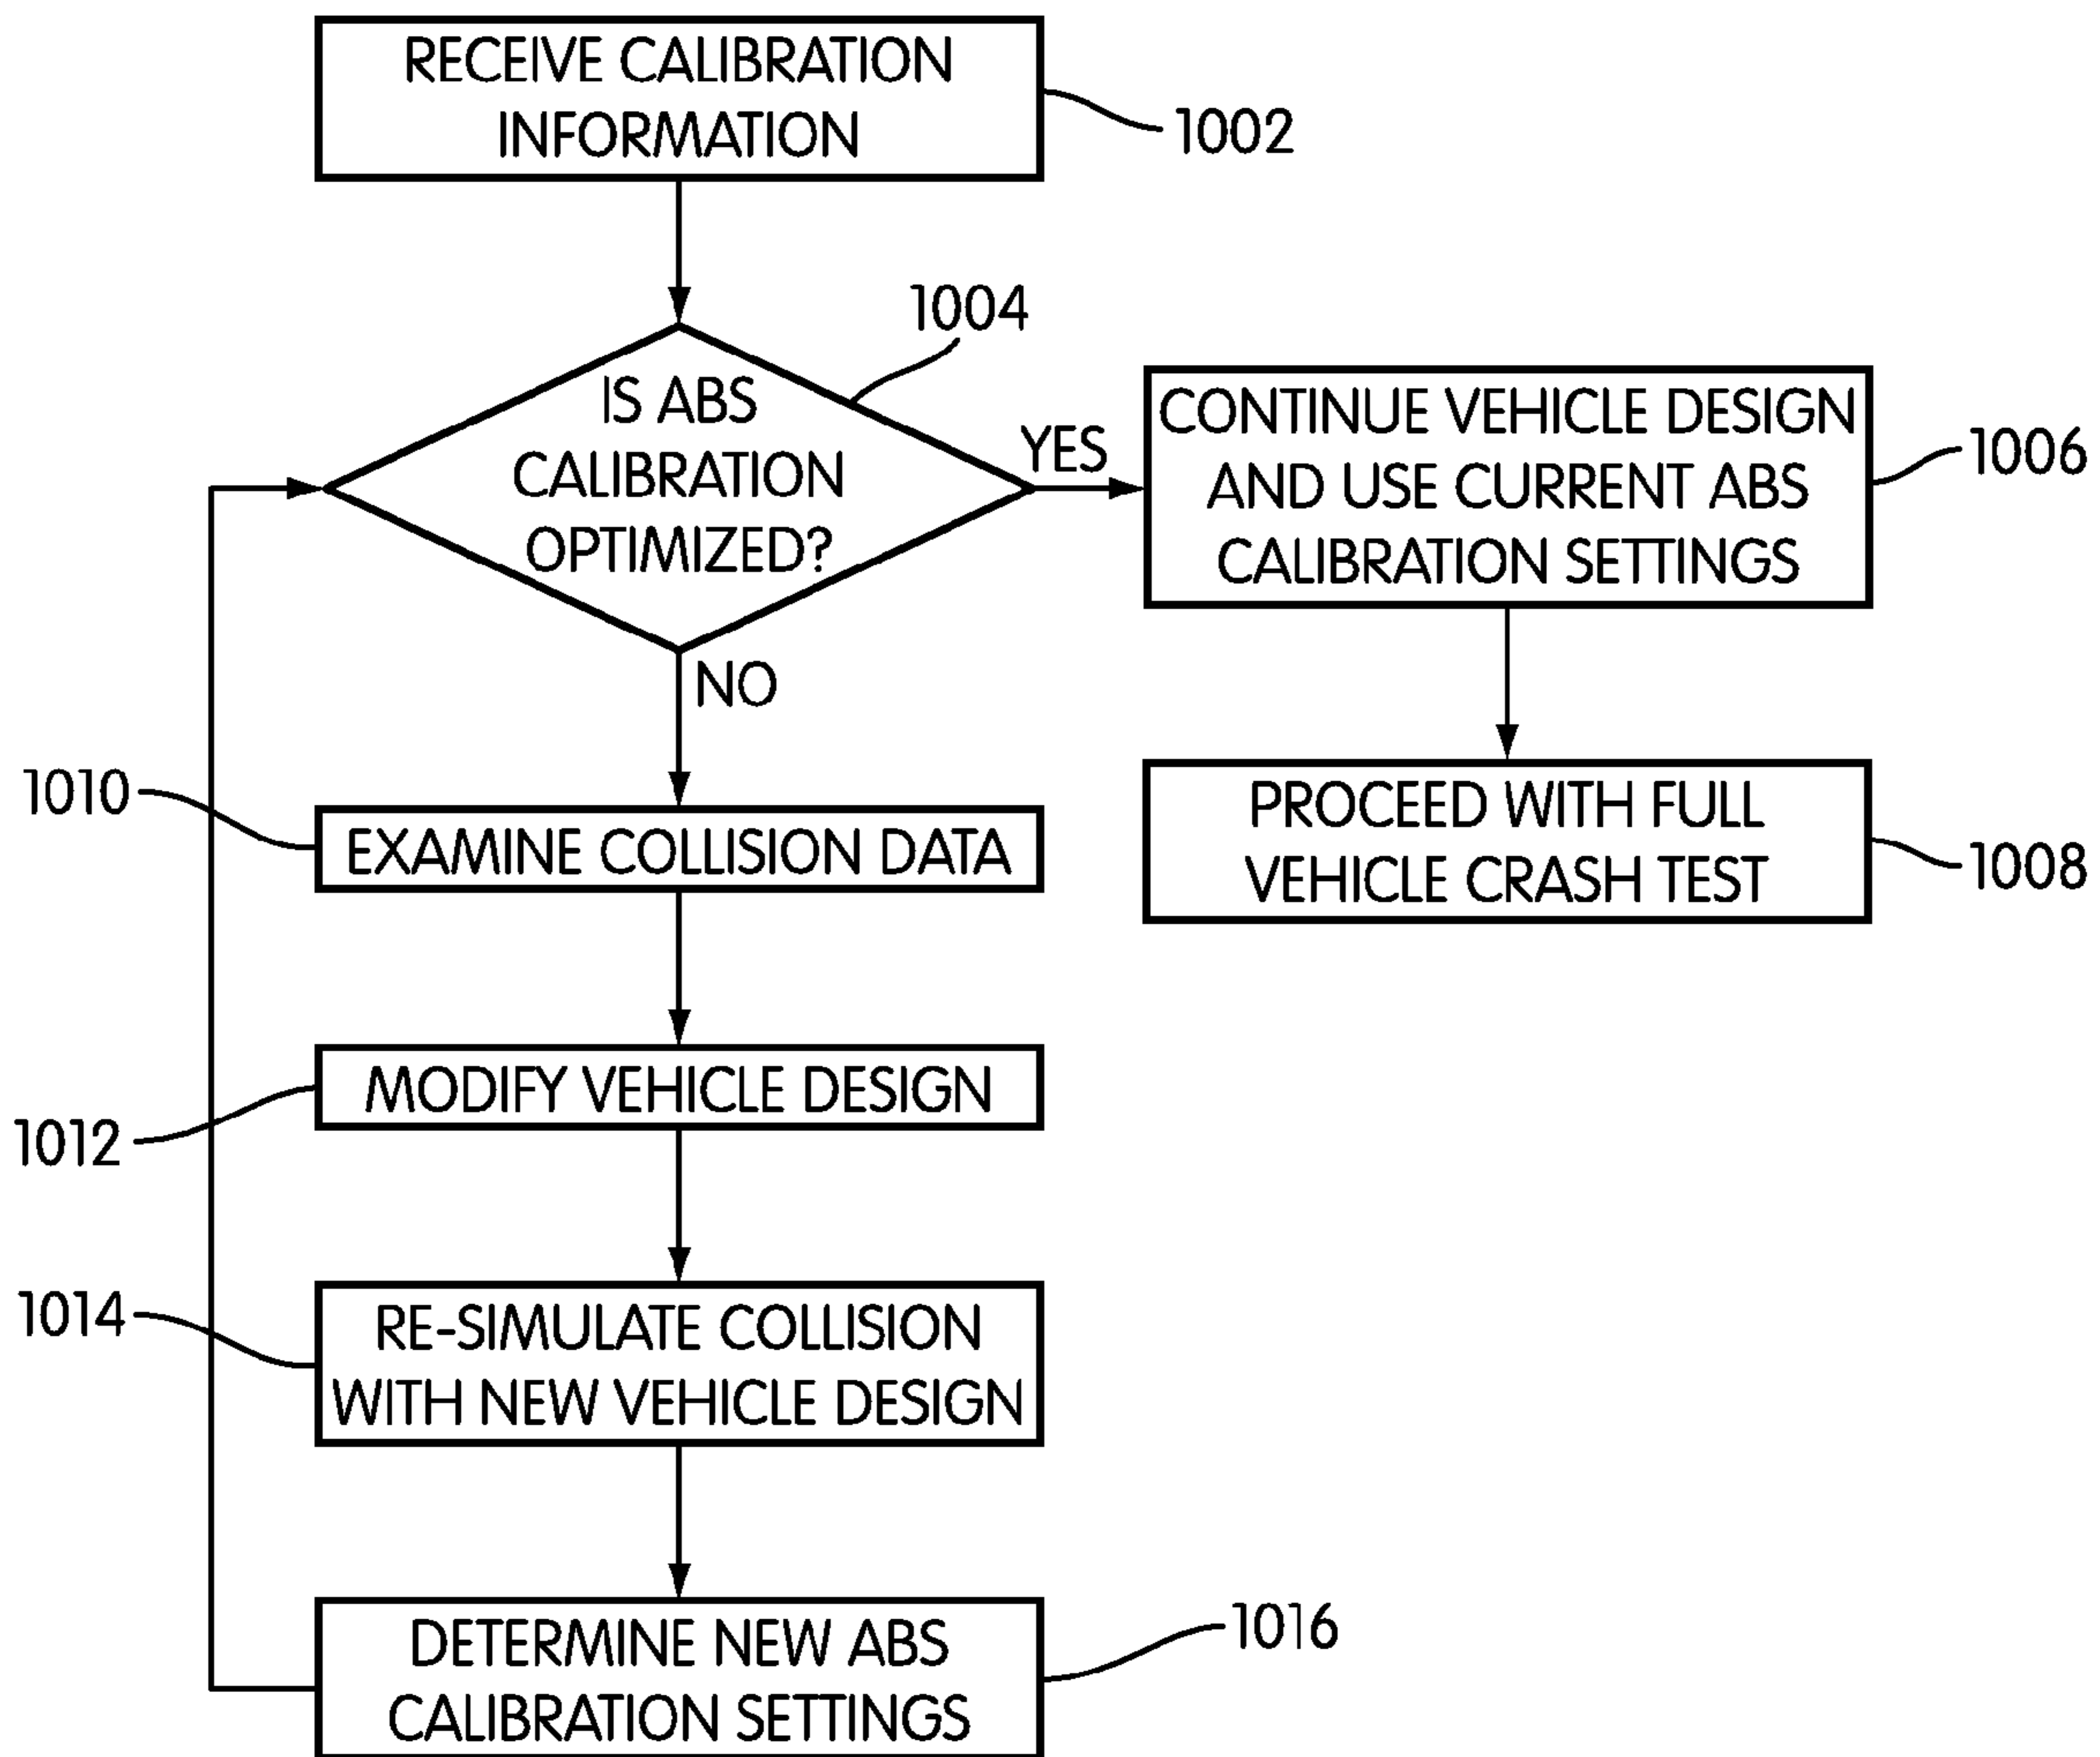 RECEIVE CALIBRATION
INFORMATION
1002
1004
IS ABS
CALIBRATION
OPTIMIZED?
YES
CONTINUE VEHICLE DESIGN
AND USE CURRENT ABS
CALIBRATION SETTINGS
1006
NO
PROCEED WITH FULL
VEHICLE CRASH TEST
1008
1010
EXAMINE COLLISION DATA
MODIFY VEHICLE DESIGN
1012
1014
RE-SIMULATE COLLISION
WITH NEW VEHICLE DESIGN
DETERMINE NEW ABS
CALIBRATION SETTINGS
1016